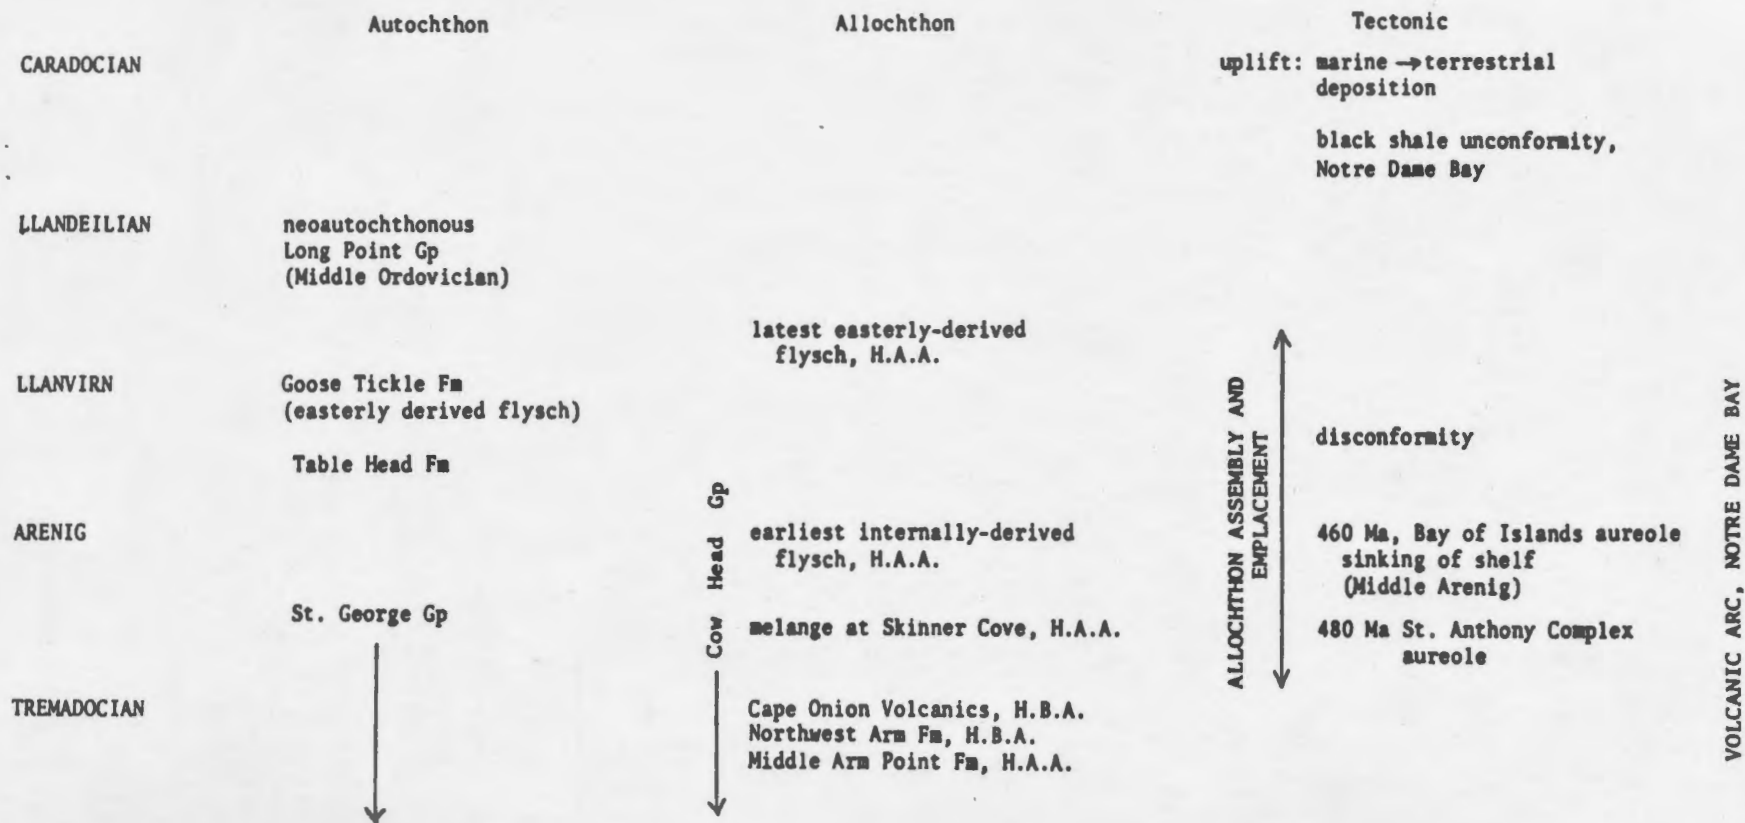 Autochthon
Allochthon
Tectonic
CARADOCIAN
uplift: marine → terrestrial
deposition
black shale unconformity,
Notre Dame Bay
LLANDEILIAN
neoautochthonous
Long Point Gp
(Middle Ordovician)
latest easterly-derived
flysch, H.A.A.
LLANVIRN
Goose Tickle Fm
(easterly derived flysch)
Table Head Fm
disconformity
ARENIG
earliest internally-derived
flysch, H.A.A.
460 Ma, Bay of Islands aureole
sinking of shelf
(Middle Arenig)
St. George Gp
Cow Head Gp
melange at Skinner Cove, H.A.A.
480 Ma St. Anthony Complex
aureole
ALLOCHTHON ASSEMBLY AND
EMPLACEMENT
TREMADOCIAN
Cape Onion Volcanics, H.B.A.
Northwest Arm Fm, H.B.A.
Middle Arm Point Fm, H.A.A.
VOLCANIC ARC, NOTRE DAME BAY